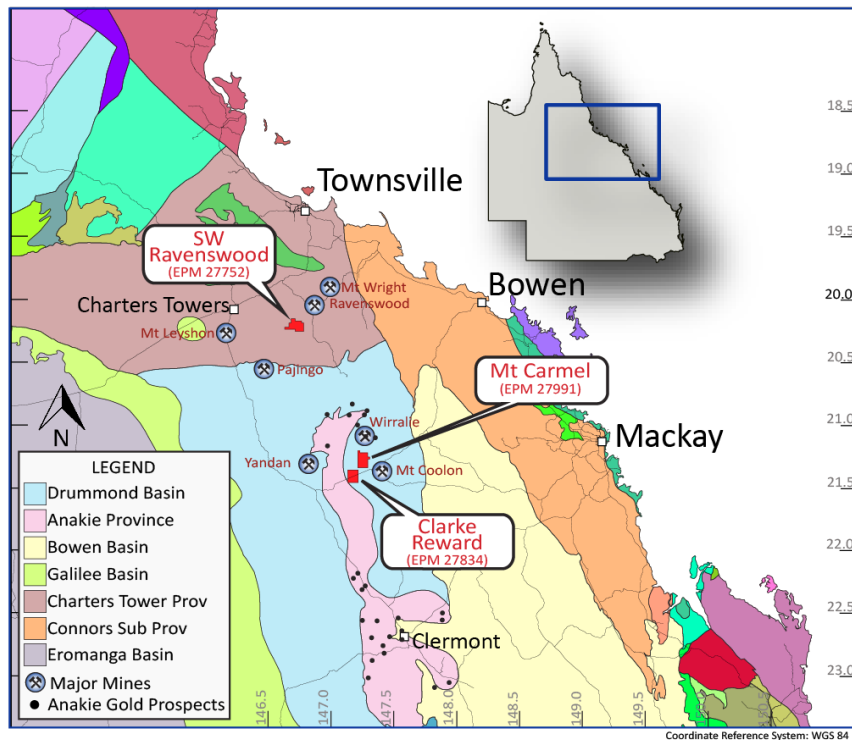 18.5
19.0
19.5
20.0
20.5
21.0
21.5
22.0
22.5
23.0
Townsville
SW
Ravenswood
(EPM 27752)
Mt Wright
Ravenswood
Charters Towers
Mt Leyshon
Pajingo
Bowen
Mt Carmel
(EPM 27991)
N
Wirralie
Mackay
Yandan
Mt Coolon
Clarke
Reward
(EPM 27834)
Clermont
LEGEND
Drummond Basin
Anakie Province
Bowen Basin
Galilee Basin
Charters Tower Prov
Connors Sub Prov
Eromanga Basin
Major Mines
Anakie Gold Prospects
146.5
147.0
147.5
148.0
148.5
149.0
149.5
150.5
Coordinate Reference System: WGS 84